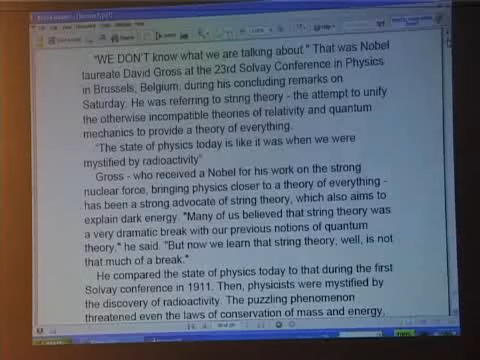 "WE DON'T know what we are talking about." That was Nobel
laureate David Gross at the 23rd Solvay Conference in Physics
in Brussels, Belgium, during his concluding remarks on
Saturday. He was referring to string theory - the attempt to unify
the otherwise incompatible theories of relativity and quantum
mechanics to provide a theory of everything.
"The state of physics today is like it was when we were
mystified by radioactivity"
Gross - who received a Nobel for his work on the strong
nuclear force, bringing physics closer to a theory of everything -
has been a strong advocate of string theory, which also aims to
explain dark energy. "Many of us believed that string theory was
a very dramatic break with our previous notions of quantum
theory," he said. "But now we learn that string theory, well, is not
that much of a break."
He compared the state of physics today to that during the first
Solvay conference in 1911. Then, physicists were mystified by
the discovery of radioactivity. The puzzling phenomenon
threatened even the laws of conservation of mass and energy,